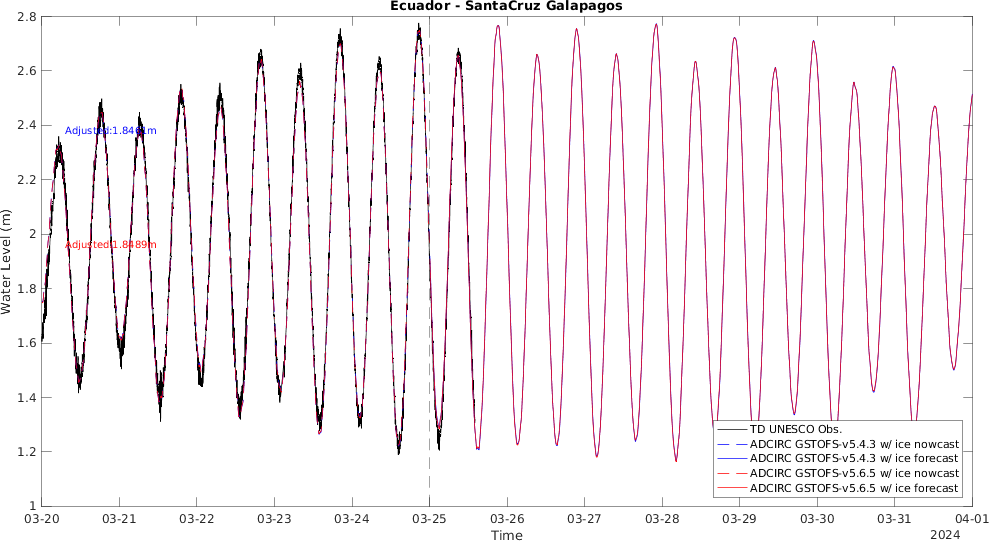 Ecuador - SantaCruz Galapagos
2.8
2.6
2.4
2.2
2
1.8
1.6
1.4
1.2
1
Water Level (m)
Adjusted:1.8461m
Adjusted:1.8489m
TD UNESCO Obs.
ADCIRC GSTOFS-v5.4.3 w/ ice nowcast
ADCIRC GSTOFS-v5.4.3 w/ ice forecast
ADCIRC GSTOFS-v5.6.5 w/ ice nowcast
ADCIRC GSTOFS-v5.6.5 w/ ice forecast
03-20 03-21 03-22 03-23 03-24 03-25 03-26 03-27 03-28 03-29 03-30 03-31 04-01
Time
2024